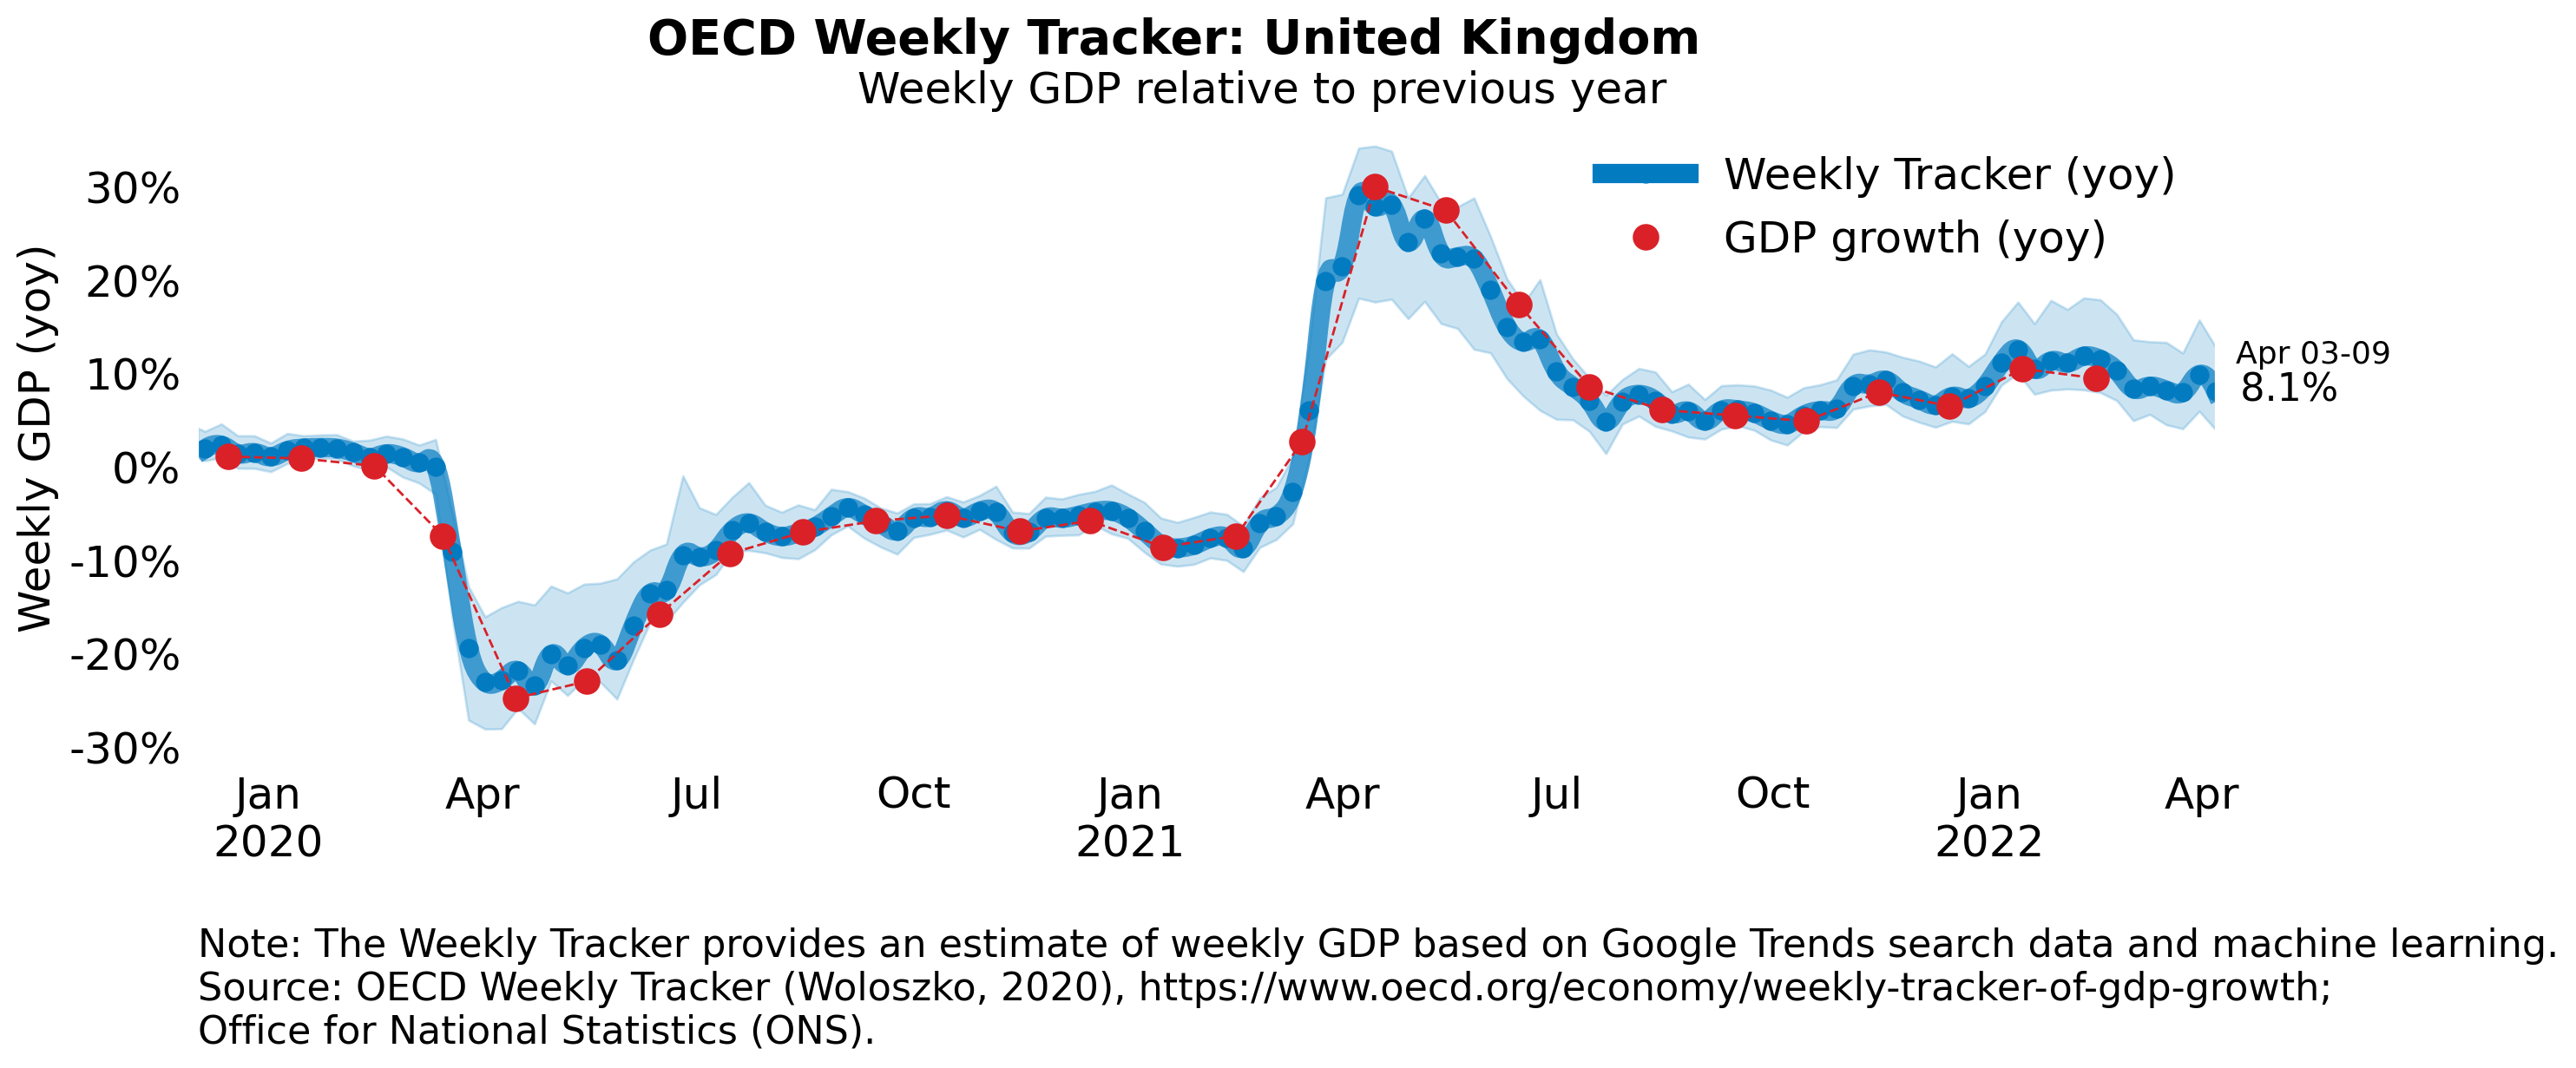 OECD Weekly Tracker: United Kingdom
Weekly GDP relative to previous year
Weekly GDP (yoy)
30%
20%
10%
0%
-10%
-20%
-30%
Weekly Tracker (yoy)
GDP growth (yoy)
Apr 03-09
8.1%
Jan Apr Jul Oct Jan Apr Jul Oct Jan Apr
2020 2021 2022
Note: The Weekly Tracker provides an estimate of weekly GDP based on Google Trends search data and machine learning.
Source: OECD Weekly Tracker (Woloszko, 2020), https://www.oecd.org/economy/weekly-tracker-of-gdp-growth;
Office for National Statistics (ONS).